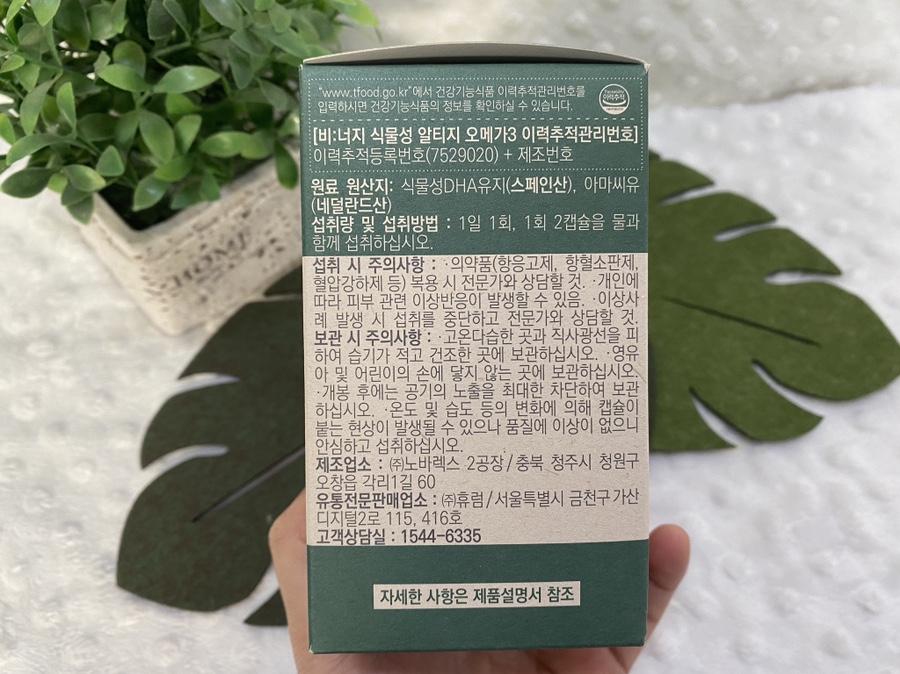 "www.tfood.go.kr"에서 건강기능식품 이력추적관리번호를
입력하시면 건강기능식품의 정보를 확인하실 수 있습니다.
이력추적
[비:너지 식물성 알티지 오메가3 이력추적관리번호]
이력추적등록번호(7529020) + 제조번호
원료 원산지: 식물성DHA유지(스페인산), 아마씨유
(네덜란드산)
섭취량 및 섭취방법 : 1일 1회, 1회 2캡슐을 물과
함께 섭취하십시오.
섭취 시 주의사항 : ·의약품(항응고제, 항혈소판제,
혈압강하제 등) 복용 시 전문가와 상담할 것. ·개인에
따라 피부 관련 이상반응이 발생할 수 있음. ·이상사
례 발생 시 섭취를 중단하고 전문가와 상담할 것.
보관 시 주의사항 : ·고온다습한 곳과 직사광선을 피
하여 습기가 적고 건조한 곳에 보관하십시오. ·영유
아 및 어린이의 손에 닿지 않는 곳에 보관하십시오.
·개봉 후에는 공기의 노출을 최대한 차단하여 보관
하십시오. ·온도 및 습도 등의 변화에 의해 캡슐이
붙는 현상이 발생될 수 있으나 품질에 이상이 없으니
안심하고 섭취하십시오.
제조업소 : ㈜노바렉스 2공장/충북 청주시 청원구
오창읍 각리1길 60
유통전문판매업소 : ㈜휴럼/서울특별시 금천구 가산
디지털2로 115, 416호
고객상담실 : 1544-6335
자세한 사항은 제품설명서 참조
HOME